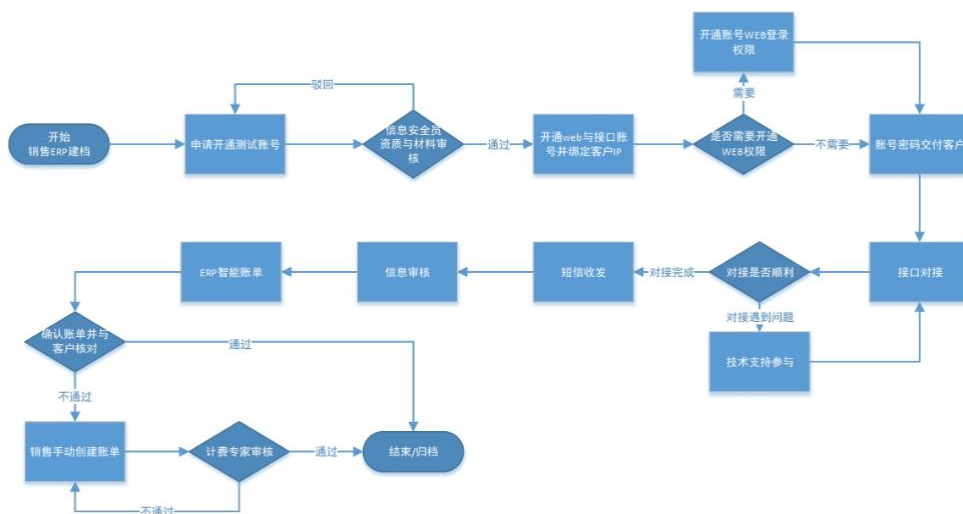 开通账号WEB登录
权限
驳回
需要
开始
销售ERP建档
申请开通测试账号
信息安全员
资质与材料审
核
通过
开通web与接口账
号并绑定客户IP
是否需要开通
WEB权限
不需要
账号密码交付客户
ERP智能账单
信息审核
短信收发
对接完成
对接是否顺利
接口对接
对接遇到问题
技术支持参与
确认账单并与
客户核对
通过
不通过
销售手动创建账单
计费专家审核
通过
结束/归档
不通过